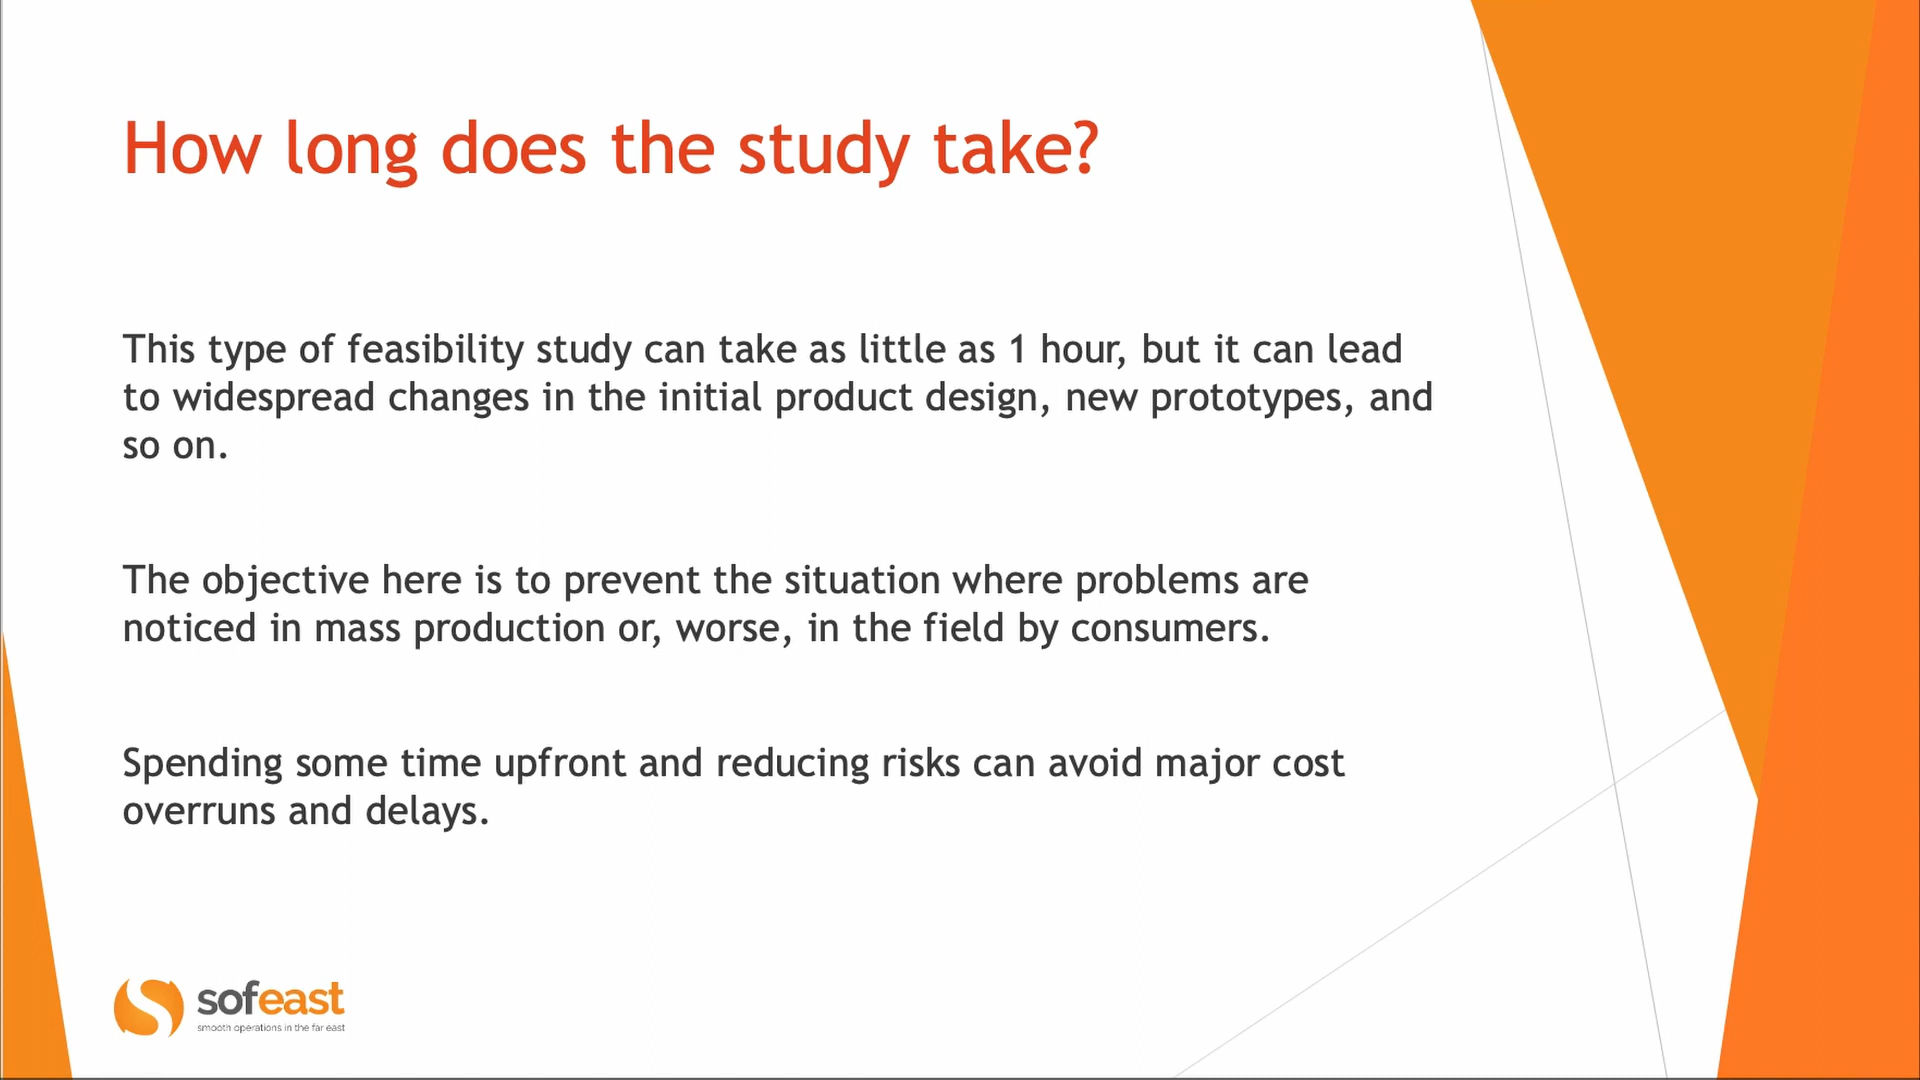 How long does the study take?
This type of feasibility study can take as little as 1 hour, but it can lead
to widespread changes in the initial product design, new prototypes, and
so on.
The objective here is to prevent the situation where problems are
noticed in mass production or, worse, in the field by consumers.
Spending some time upfront and reducing risks can avoid major cost
overruns and delays.
sofeast
smooth operations in the far east